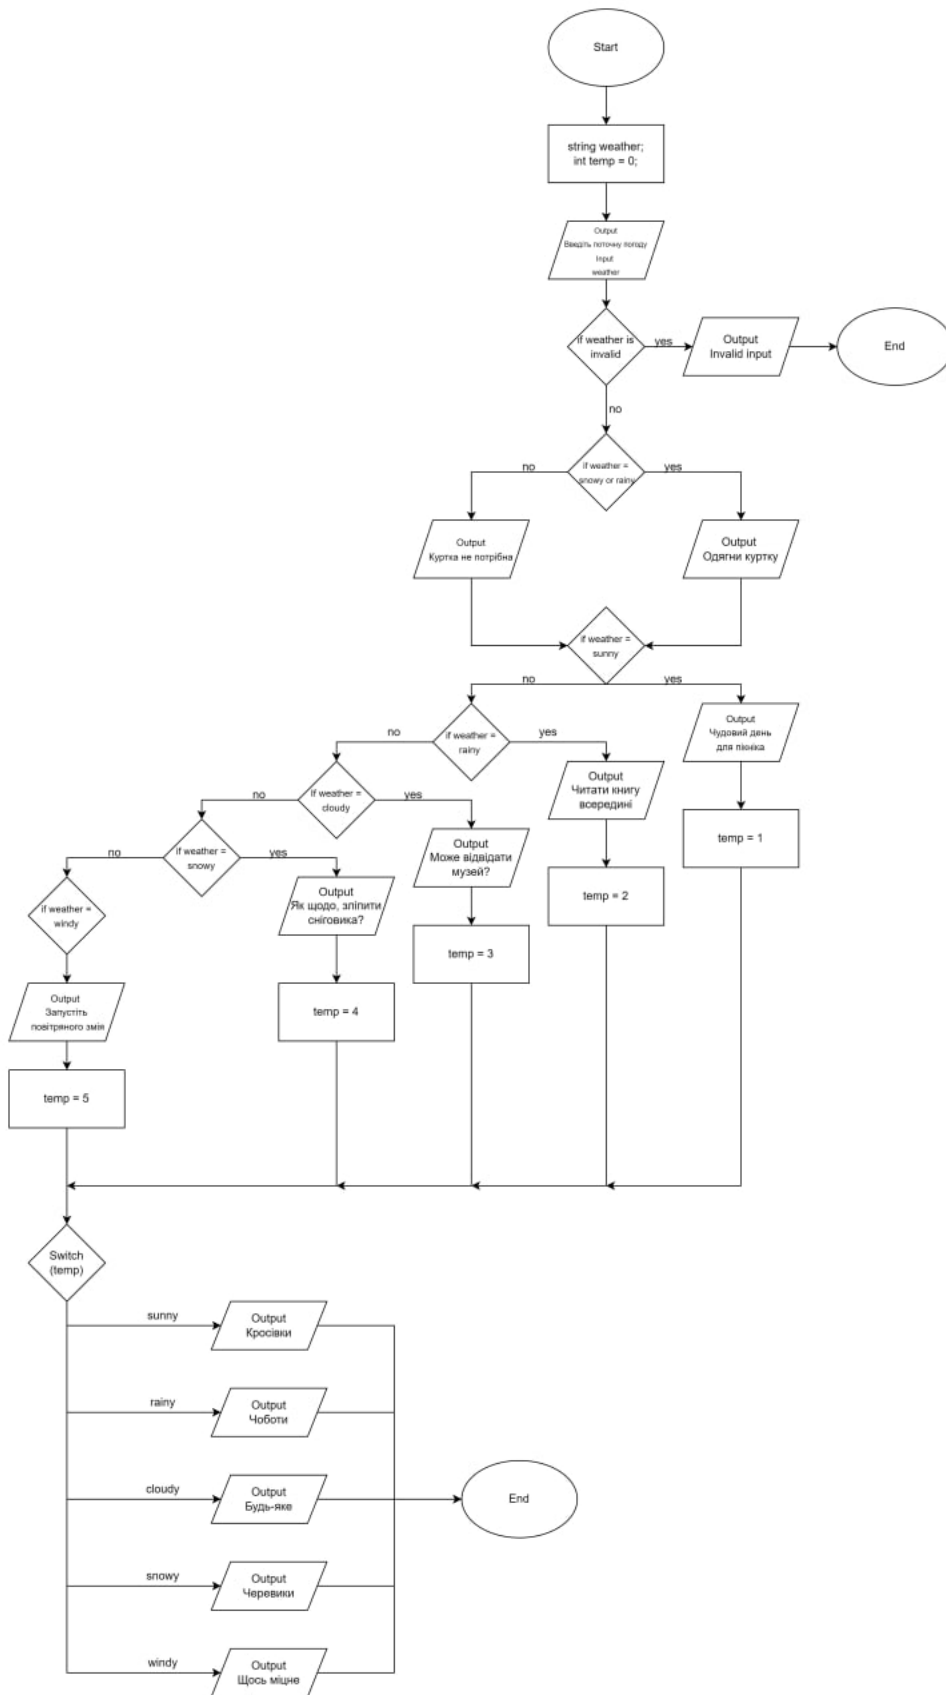 Start
string weather;
int temp = 0;
Output
Введіть поточну погоду
Input
weather
if weather is
invalid
yes
Output
Invalid input
End
no
if weather =
snowy or rainy
no
yes
Output
Куртка не потрібна
Output
Одягни куртку
if weather =
sunny
no
yes
if weather =
rainy
no
yes
Output
Чудовий день
для пікніка
if weather =
cloudy
no
yes
Output
Читати книгу
всередині
temp = 1
if weather =
snowy
no
yes
Output
Може відвідати
музей?
temp = 2
if weather =
windy
Output
Як щодо, зліпити
сніговика?
temp = 3
Output
Запустіть
повітряного змія
temp = 4
temp = 5
Switch
(temp)
sunny
Output
Кросівки
rainy
Output
Чоботи
cloudy
Output
Будь-яке
End
snowy
Output
Черевики
windy
Output
Щось міцне